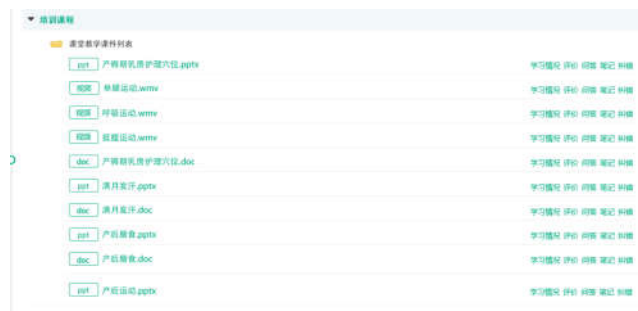 培训课程
课堂教学课件列表
ppt 产褥期乳房护理穴位.pptx 学习情况 评价 问答 笔记 纠错
视频 单腿运动.wmv 学习情况 评价 问答 笔记 纠错
视频 呼吸运动.wmv 学习情况 评价 问答 笔记 纠错
视频 运动.wmv 学习情况 评价 问答 笔记 纠错
doc 产褥期乳房护理穴位.doc 学习情况 评价 问答 笔记 纠错
ppt 满月发汗.pptx 学习情况 评价 问答 笔记 纠错
doc 满月发汗.doc 学习情况 评价 问答 笔记 纠错
ppt 产后膳食.pptx 学习情况 评价 问答 笔记 纠错
doc 产后膳食.doc 学习情况 评价 问答 笔记 纠错
ppt 产后运动.pptx 学习情况 评价 问答 笔记 纠错